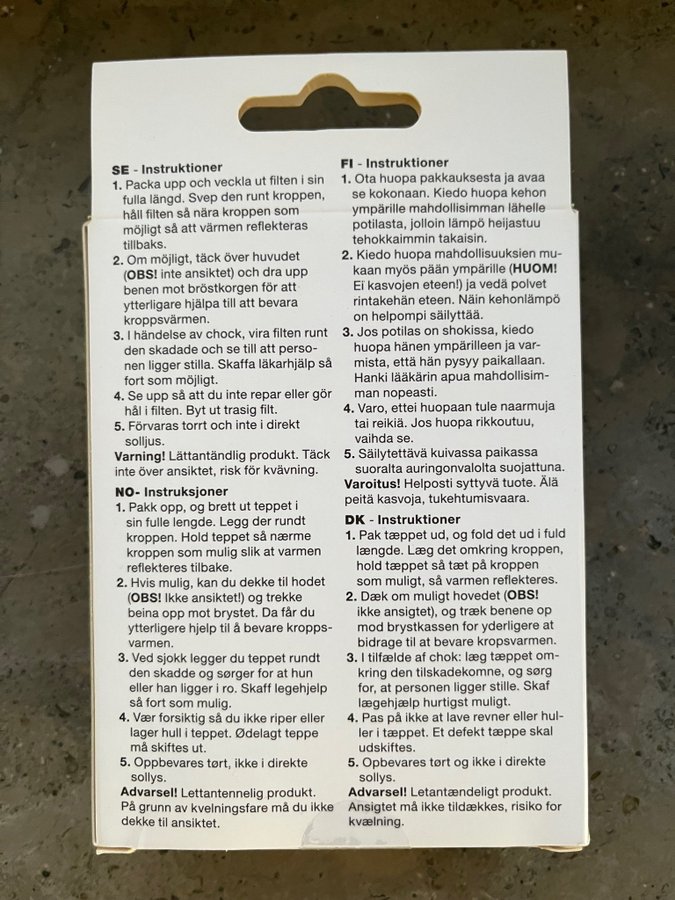 SE - Instruktioner
1. Packa upp och veckla ut filten i sin
fulla längd. Svep den runt kroppen,
håll filten så nära kroppen som
möjligt så att värmen reflekteras
tillbaks.
2. Om möjligt, täck över huvudet
(OBS! inte ansiktet) och dra upp
benen mot bröstkorgen för att
ytterligare hjälpa till att bevara
kroppsvärmen.
3. I händelse av chock, vira filten runt
den skadade och se till att perso-
nen ligger stilla. Skaffa läkarhjälp så
fort som möjligt.
4. Se upp så att du inte repar eller gör
hål i filten. Byt ut trasig filt.
5. Förvaras torrt och inte i direkt
solljus.
Varning! Lättantändlig produkt. Täck
inte över ansiktet, risk för kvävning.
NO- Instruksjoner
1. Pakk opp, og brett ut teppet i
sin fulle lengde. Legg der rundt
kroppen. Hold teppet så nærme
kroppen som mulig slik at varmen
reflekteres tilbake.
2. Hvis mulig, kan du dekke til hodet
(OBS! Ikke ansiktet!) og trekke
beina opp mot brystet. Da får du
ytterligere hjelp til å bevare kropps-
varmen.
3. Ved sjokk legger du teppet rundt
den skadde og sørger for at hun
eller han ligger i ro. Skaff legehjelp
så fort som mulig.
4. Vær forsiktig så du ikke riper eller
lager hull i teppet. Ødelagt teppe
må skiftes ut.
5. Oppbevares tørt, ikke i direkte
sollys.
Advarsel! Lettantennelig produkt.
På grunn av kvelningsfare må du ikke
dekke til ansiktet.
FI - Instruktioner
1. Ota huopa pakkauksesta ja avaa
se kokonaan. Kiedo huopa kehon
ympärille mahdollisimman lähelle
potilasta, jolloin lämpö heijastuu
tehokkaimmin takaisin.
2. Kiedo huopa mahdollisuuksien mu-
kaan myös pään ympärille (HUOM!
Ei kasvojen eteen!) ja vedä polvet
rintakehän eteen. Näin kehonlämpö
on helpompi säilyttää.
3. Jos potilas on shokissa, kiedo
huopa hänen ympärilleen ja var-
mista, että hän pysyy paikallaan.
Hanki lääkärin apua mahdollisim-
man nopeasti.
4. Varo, ettei huopaan tule naarmuja
tai reikiä. Jos huopa rikkoutuu,
vaihda se.
5. Säilytettävä kuivassa paikassa
suoralta auringonvalolta suojattuna.
Varoitus! Helposti syttyvä tuote. Älä
peitä kasvoja, tukehtumisvaara.
DK - Instruktioner
1. Pak tæppet ud, og fold det ud i fuld
længde. Læg det omkring kroppen,
hold tæppet så tæt på kroppen
som muligt, så varmen reflekteres.
2. Dæk om muligt hovedet (OBS!
ikke ansigtet), og træk benene op
mod brystkassen for yderligere at
bidrage til at bevare kropsvarmen.
3. I tilfælde af chok: læg tæppet om-
kring den tilskadekomne, og sørg
for, at personen ligger stille. Skaf
lægehjælp hurtigst muligt.
4. Pas på ikke at lave revner eller hul-
ler i tæppet. Et defekt tæppe skal
udskiftes.
5. Opbevares tørt og ikke i direkte
sollys.
Advarsel! Letantændeligt produkt.
Ansigtet må ikke tildækkes, risiko for
kvælning.